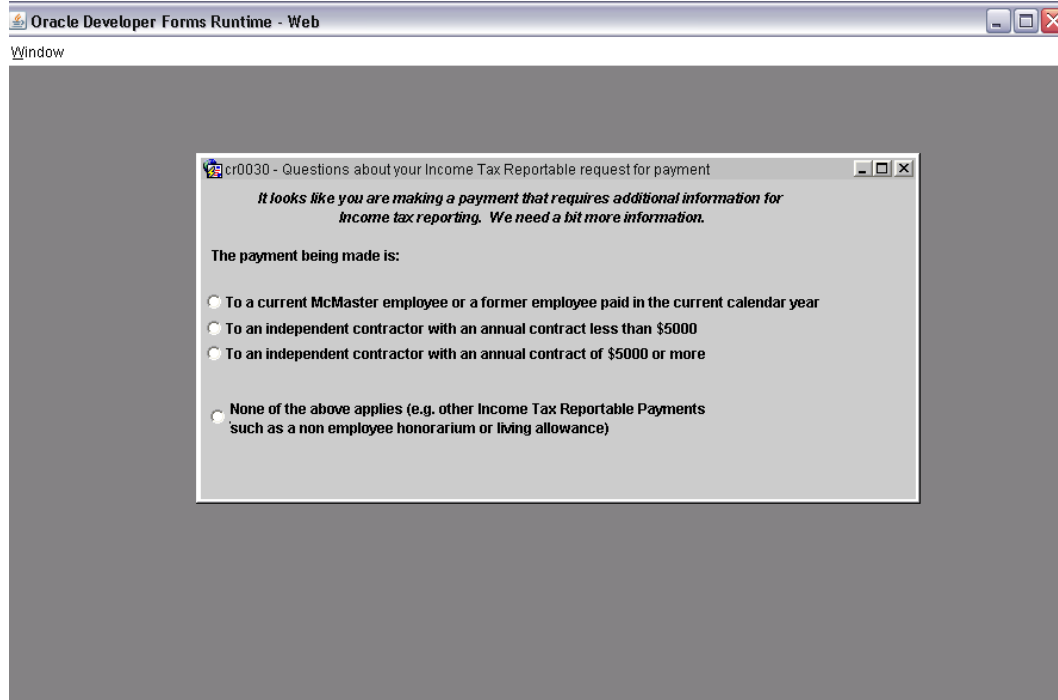 Oracle Developer Forms Runtime - Web
Window
cr0030 - Questions about your Income Tax Reportable request for payment
It looks like you are making a payment that requires additional information for
Income tax reporting. We need a bit more information.
The payment being made is:
To a current McMaster employee or a former employee paid in the current calendar year
To an independent contractor with an annual contract less than $5000
To an independent contractor with an annual contract of $5000 or more
None of the above applies (e.g. other Income Tax Reportable Payments
such as a non employee honorarium or living allowance)